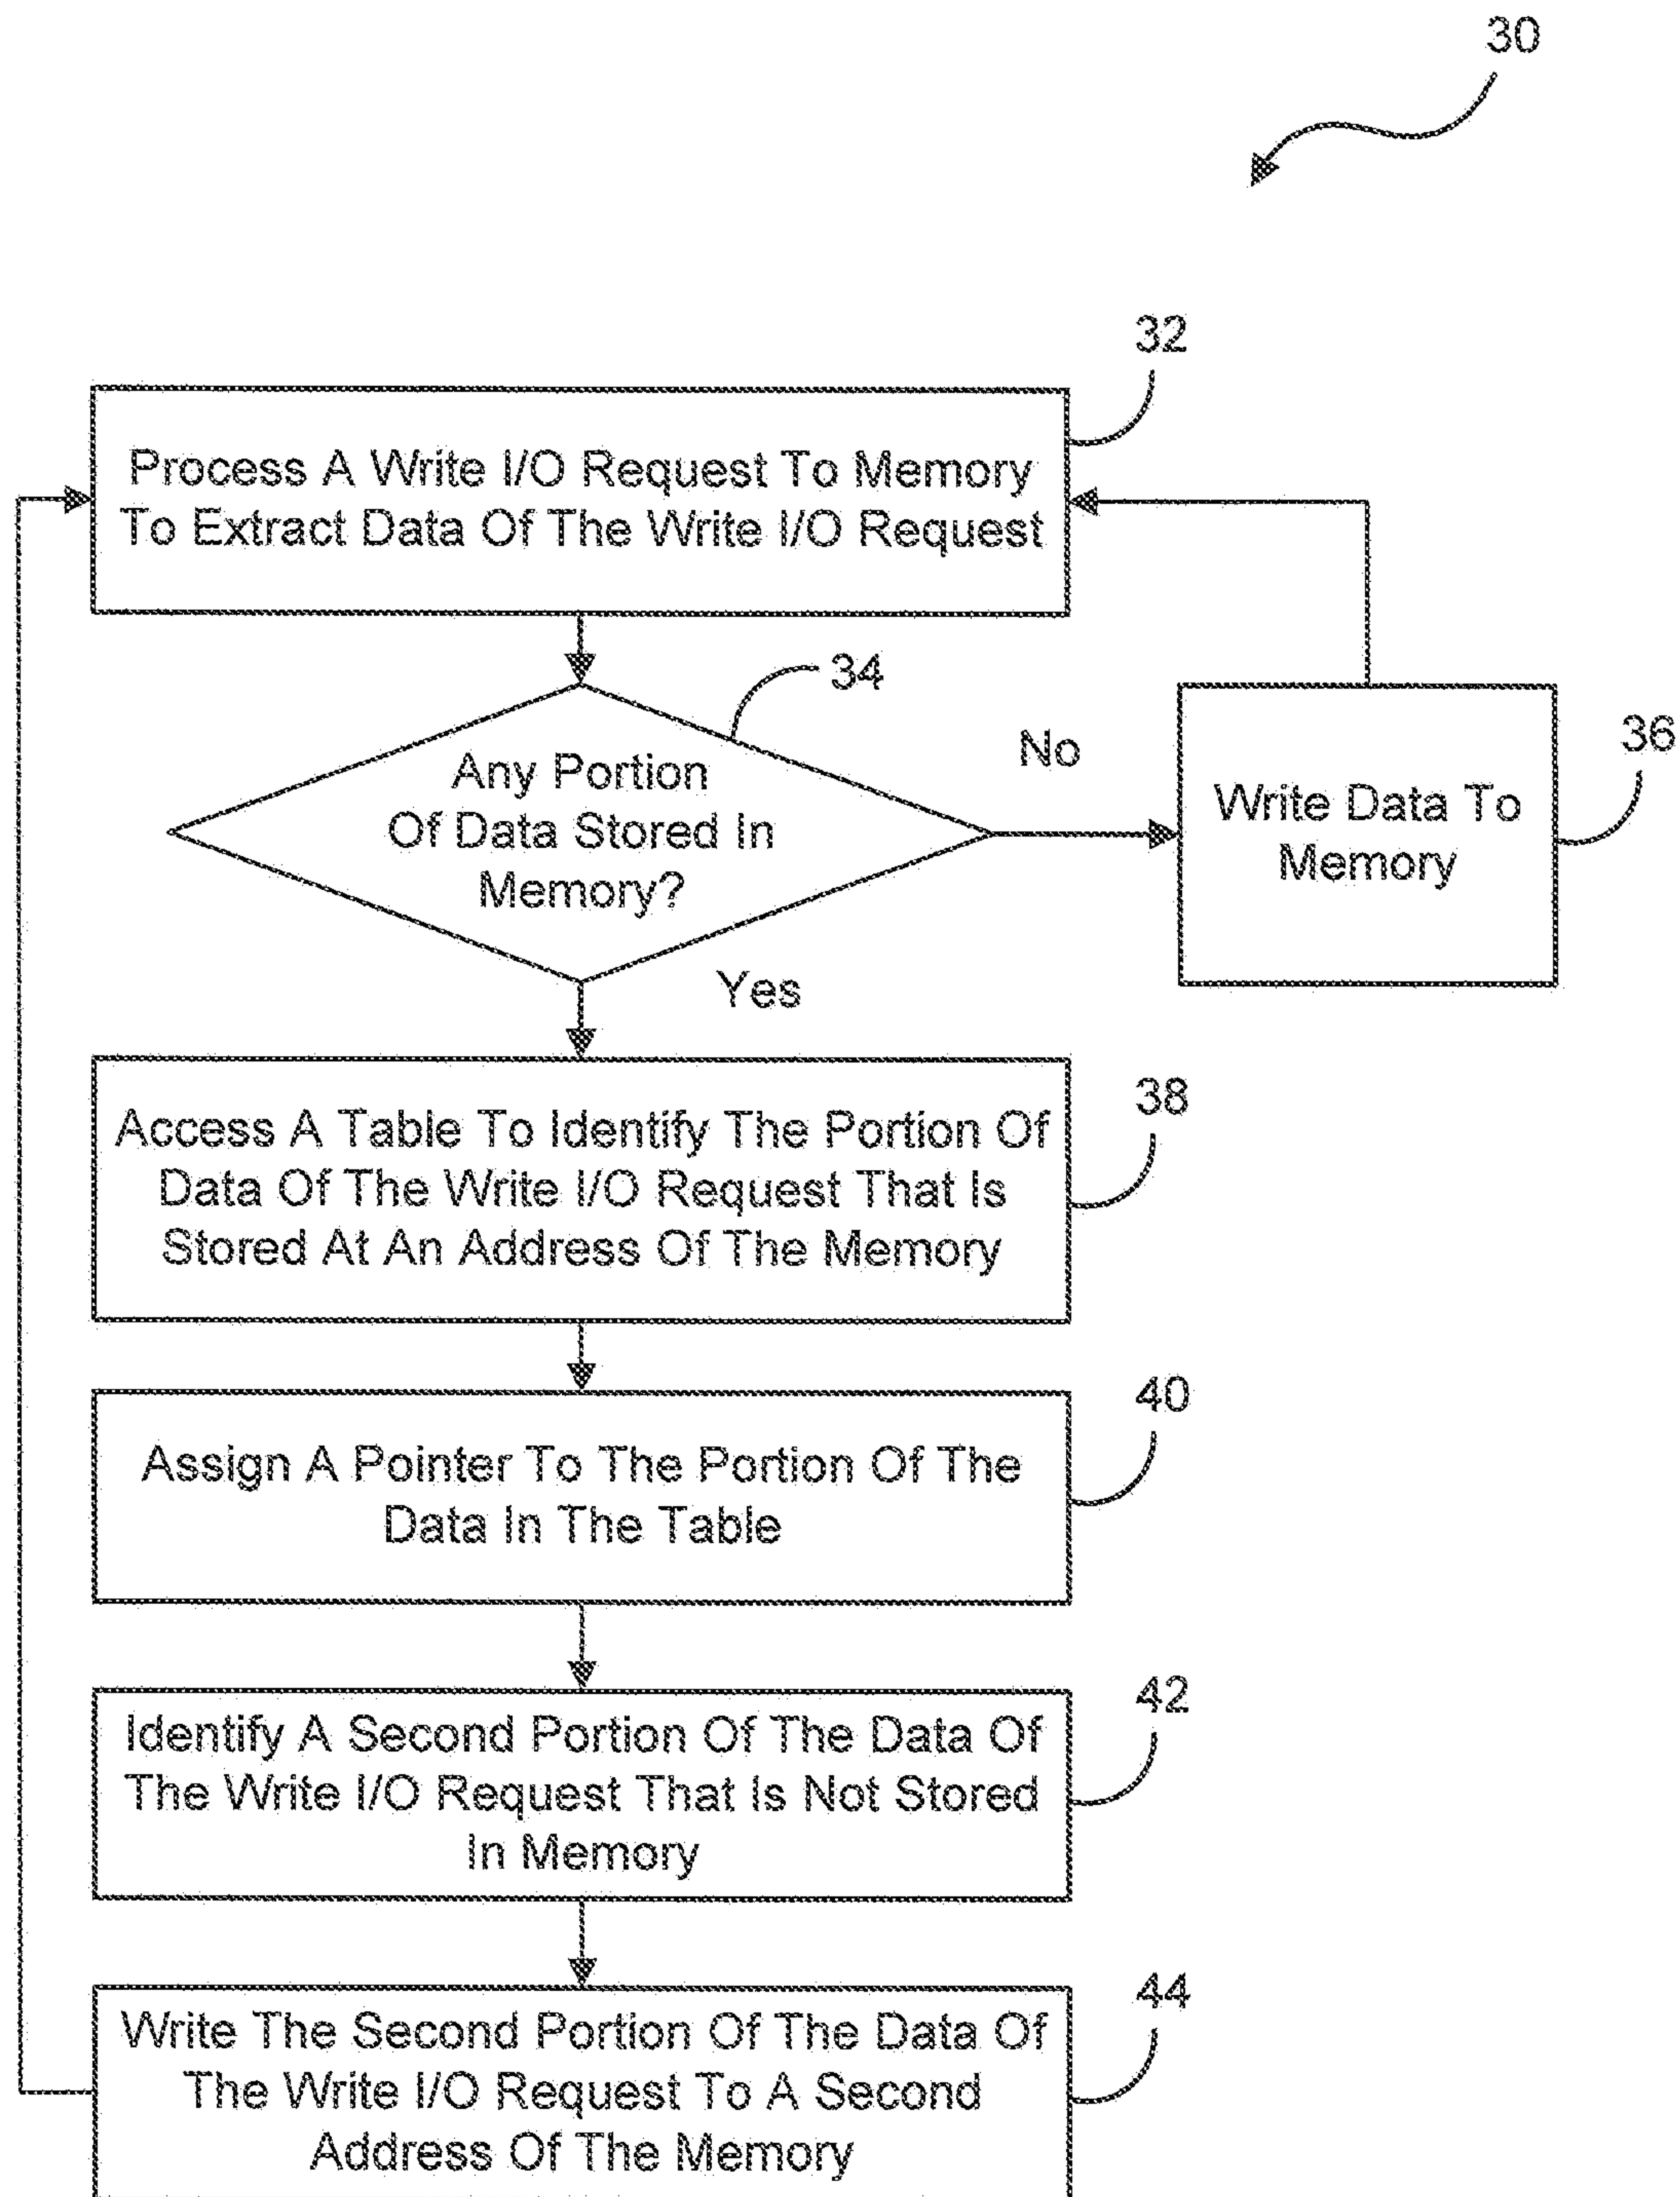 30
32
Process A Write I/O Request To Memory
To Extract Data Of The Write I/O Request
34
Any Portion
Of Data Stored In
Memory?
No
36
Write Data To
Memory
Yes
38
Access A Table To Identify The Portion Of
Data Of The Write I/O Request That Is
Stored At An Address Of The Memory
40
Assign A Pointer To The Portion Of The
Data In The Table
42
Identify A Second Portion Of The Data Of
The Write I/O Request That Is Not Stored
In Memory
44
Write The Second Portion Of The Data Of
The Write I/O Request To A Second
Address Of The Memory